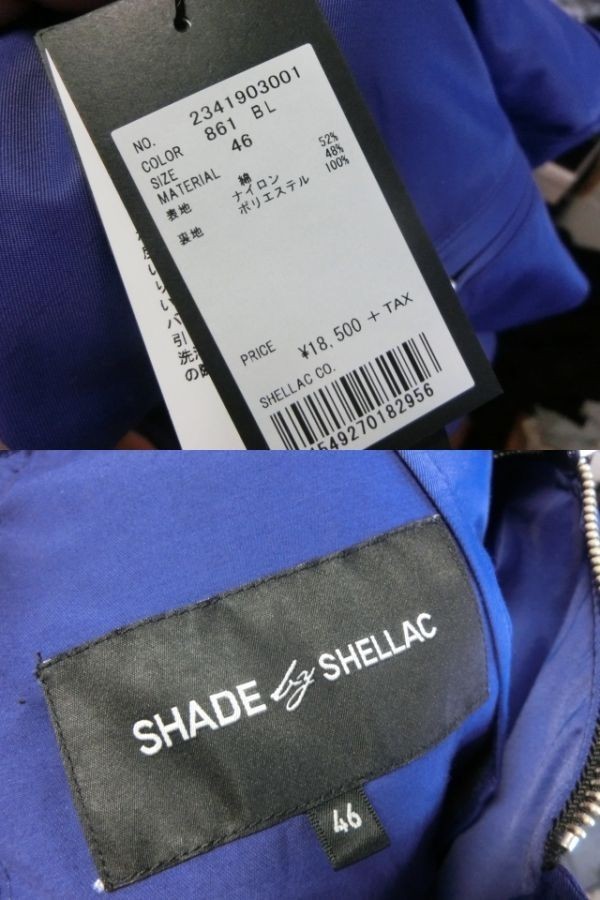 NO. 2341903001
COLOR 861 BL
SIZE 46
MATERIAL
表地 綿 52%
ナイロン 48%
裏地 ポリエステル 100%
PRICE ¥18,500 + TAX
SHELLAC CO.
549270182956
SHADE by SHELLAC
46